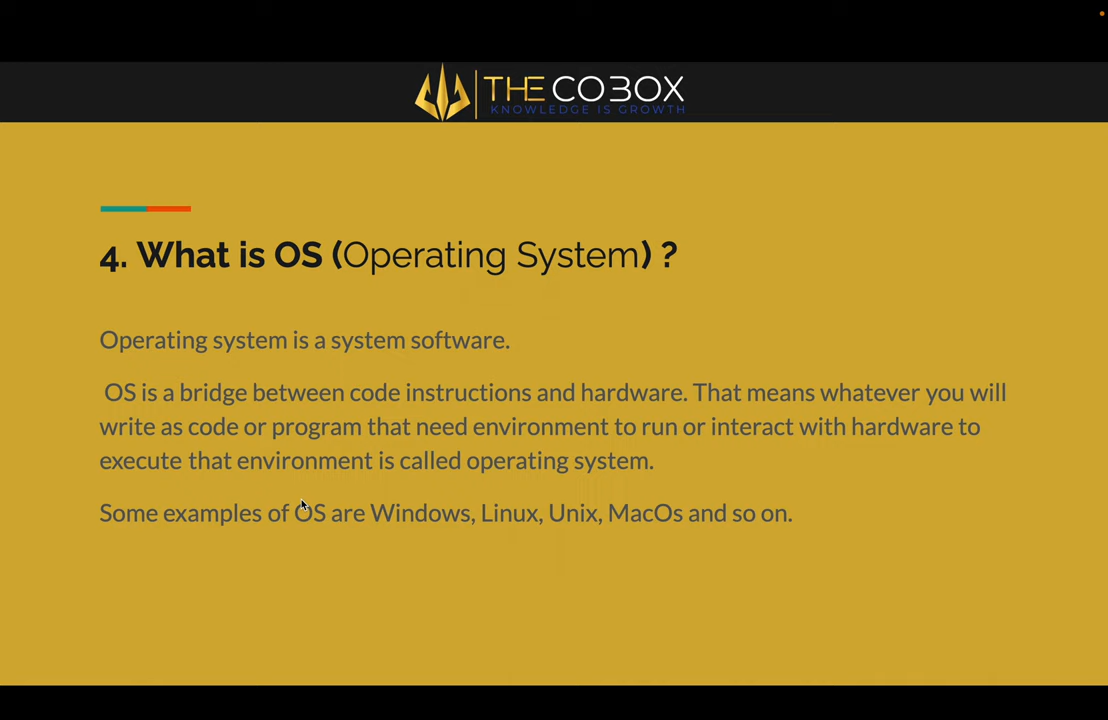 THE COBOX
KNOWLEDGE IS GROWTH
4. What is OS (Operating System) ?
Operating system is a system software.
OS is a bridge between code instructions and hardware. That means whatever you will
write as code or program that need environment to run or interact with hardware to
execute that environment is called operating system.
Some examples of OS are Windows, Linux, Unix, MacOs and so on.